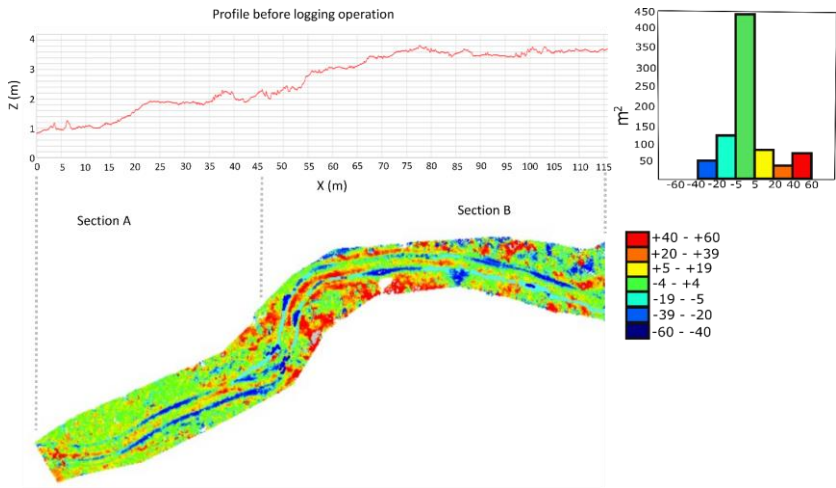 Profile before logging operation
Z (m)
4
3
2
1
0
0 5 10 15 20 25 30 35 40 45 50 55 60 65 70 75 80 85 90 95 100 105 110 115
X (m)
Section A
Section B
m²
450
400
350
300
250
200
150
100
50
-60 -40 -20 -5 5 20 40 60
+40 - +60
+20 - +39
+5 - +19
-4 - +4
-19 - -5
-39 - -20
-60 - -40